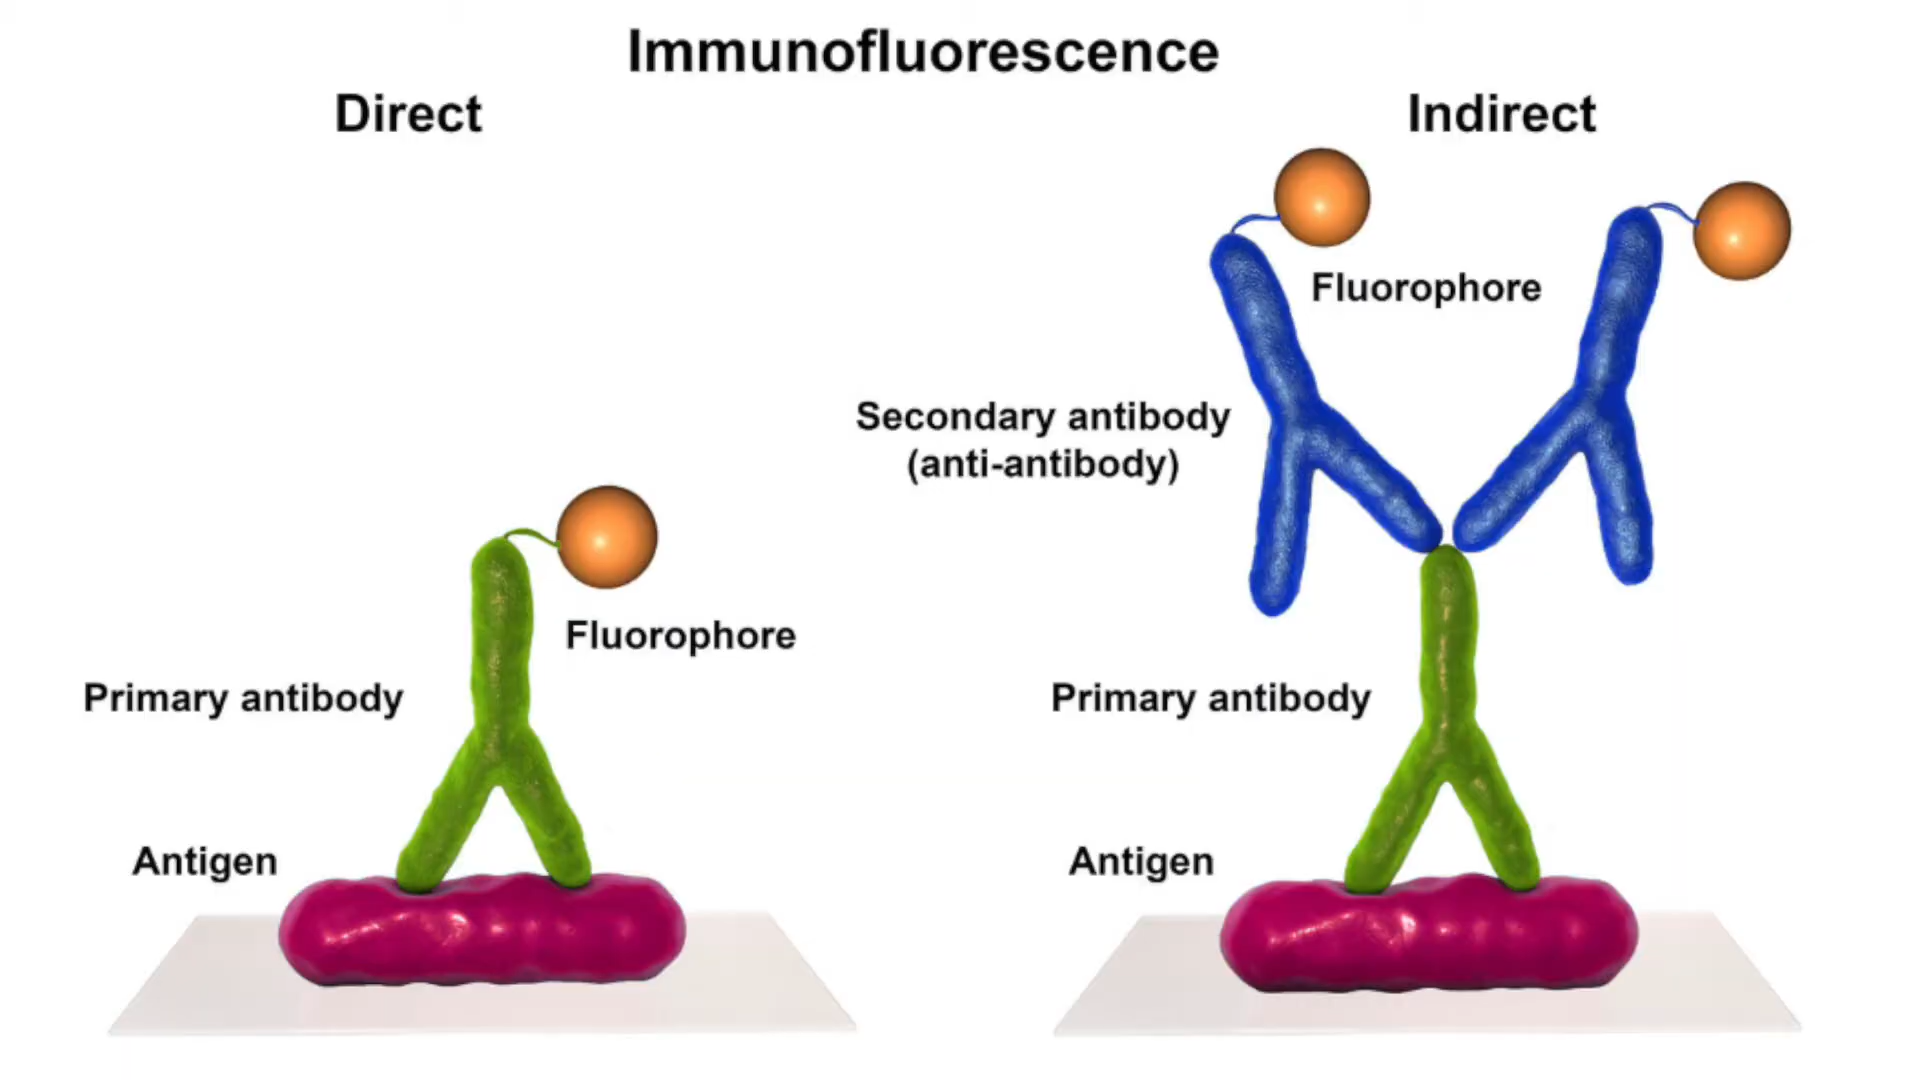 Immunofluorescence
Direct
Indirect
Fluorophore
Secondary antibody
(anti-antibody)
Fluorophore
Primary antibody
Primary antibody
Antigen
Antigen